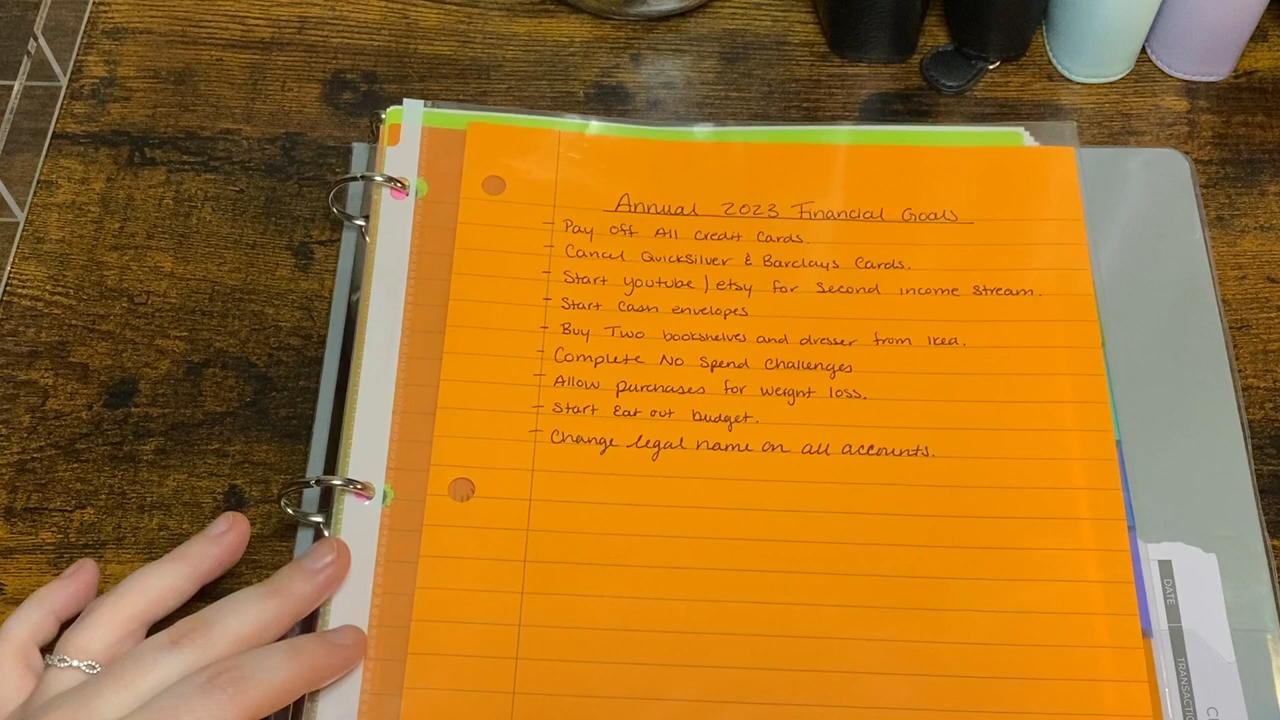 Annual 2023 Financial Goals
- Pay off All Credit Cards.
- Cancel Quicksilver & Barclays Cards.
- Start youtube / etsy for second income stream.
- Start Cash envelopes
- Buy Two bookshelves and dresser from Ikea.
- Complete No Spend Challenges
- Allow purchases for weight loss.
- Start Eat out budget.
- Change legal name on all accounts.
DATE